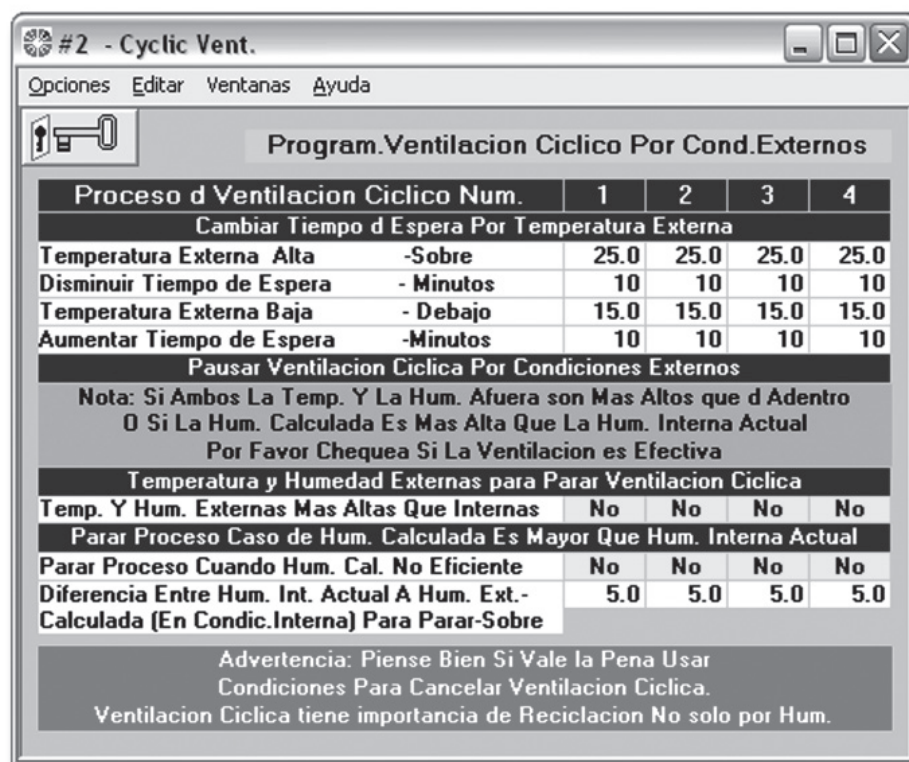 #2 - Cyclic Vent.
Opciones Editar Ventanas Ayuda
Program.Ventilacion Ciclico Por Cond.Externos
Proceso d Ventilacion Ciclico Num. 1 2 3 4
Cambiar Tiempo d Espera Por Temperatura Externa
Temperatura Externa Alta -Sobre 25.0 25.0 25.0 25.0
Disminuir Tiempo de Espera - Minutos 10 10 10 10
Temperatura Externa Baja - Debajo 15.0 15.0 15.0 15.0
Aumentar Tiempo de Espera -Minutos 10 10 10 10
Pausar Ventilacion Ciclica Por Condiciones Externos
Nota: Si Ambos La Temp. Y La Hum. Afuera son Mas Altos que d Adentro
O Si La Hum. Calculada Es Mas Alta Que La Hum. Interna Actual
Por Favor Chequea Si La Ventilacion es Efectiva
Temperatura y Humedad Externas para Parar Ventilacion Ciclica
Temp. Y Hum. Externas Mas Altas Que Internas No No No No
Parar Proceso Caso de Hum. Calculada Es Mayor Que Hum. Interna Actual
Parar Proceso Cuando Hum. Cal. No Eficiente No No No No
Diferencia Entre Hum. Int. Actual A Hum. Ext.- 5.0 5.0 5.0 5.0
Calculada (En Condic.Interna) Para Parar-Sobre
Advertencia: Piense Bien Si Vale la Pena Usar
Condiciones Para Cancelar Ventilacion Ciclica.
Ventilacion Ciclica tiene importancia de Reciclacion No solo por Hum.